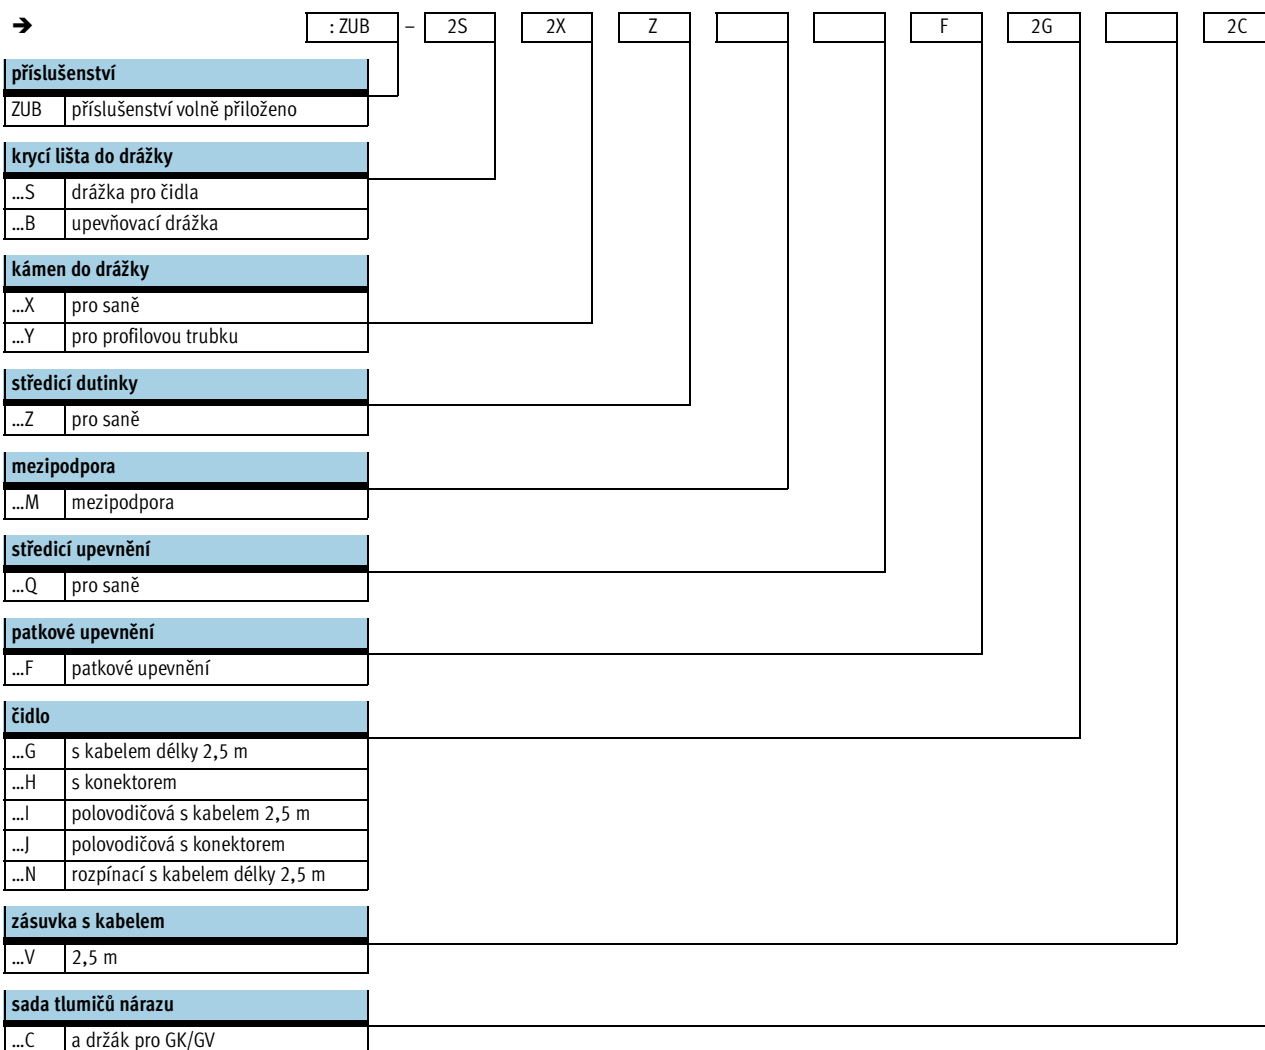 ➔ : ZUB – 2S 2X Z F 2G 2C
příslušenství
ZUB příslušenství volně přiloženo
krycí lišta do drážky
...S drážka pro čidla
...B upevňovací drážka
kámen do drážky
...X pro saně
...Y pro profilovou trubku
středicí dutinky
...Z pro saně
mezipodpora
...M mezipodpora
středicí upevnění
...Q pro saně
patkové upevnění
...F patkové upevnění
čidlo
...G s kabelem délky 2,5 m
...H s konektorem
...I polovodičová s kabelem 2,5 m
...J polovodičová s konektorem
...N rozpínací s kabelem délky 2,5 m
zásuvka s kabelem
...V 2,5 m
sada tlumičů nárazu
...C a držák pro GK/GV